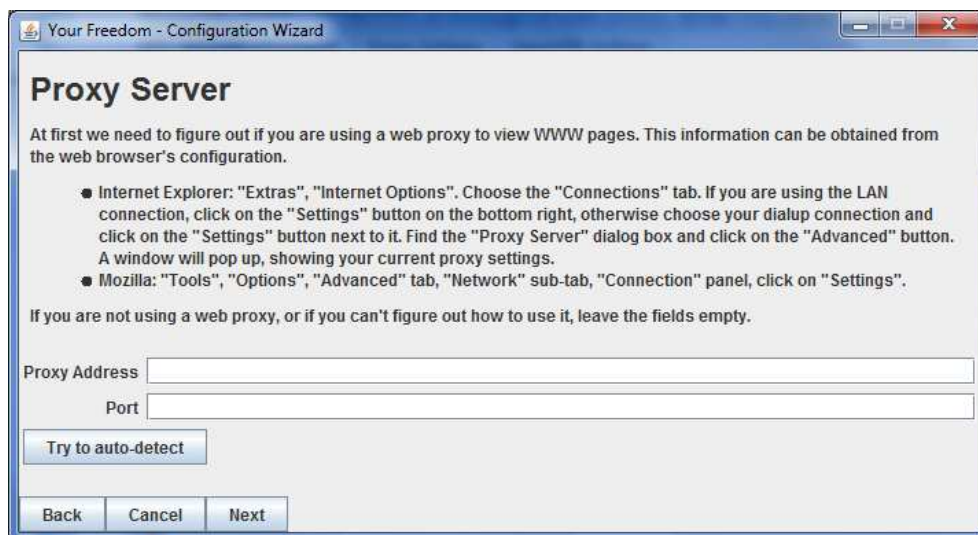 Your Freedom - Configuration Wizard
Proxy Server
At first we need to figure out if you are using a web proxy to view WWW pages. This information can be obtained from
the web browser's configuration.
Internet Explorer: "Extras", "Internet Options". Choose the "Connections" tab. If you are using the LAN
connection, click on the "Settings" button on the bottom right, otherwise choose your dialup connection and
click on the "Settings" button next to it. Find the "Proxy Server" dialog box and click on the "Advanced" button.
A window will pop up, showing your current proxy settings.
Mozilla: "Tools", "Options", "Advanced" tab, "Network" sub-tab, "Connection" panel, click on "Settings".
If you are not using a web proxy, or if you can't figure out how to use it, leave the fields empty.
Proxy Address
Port
Try to auto-detect
Back Cancel Next